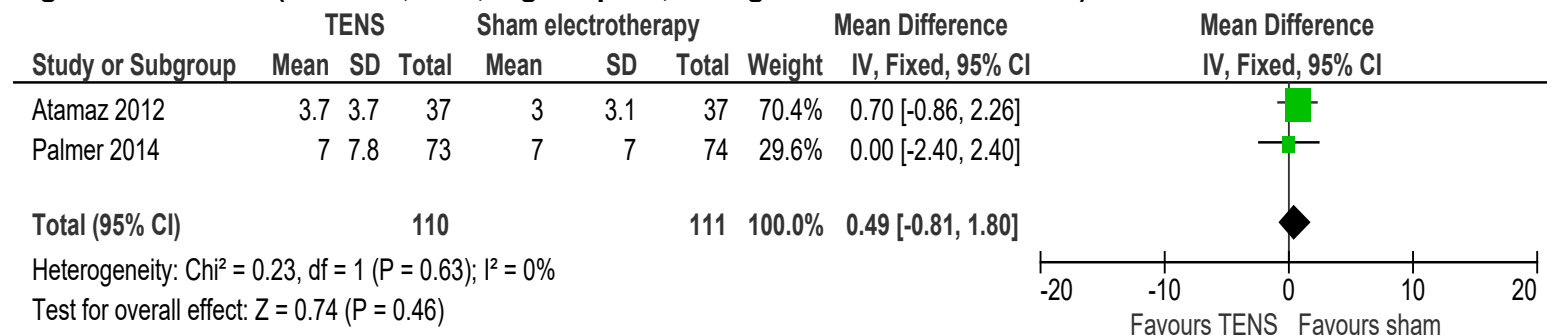 TENS Sham electrotherapy Mean Difference Mean Difference
Study or Subgroup Mean SD Total Mean SD Total Weight IV, Fixed, 95% CI IV, Fixed, 95% CI
Atamaz 2012 3.7 3.7 37 3 3.1 37 70.4% 0.70 [-0.86, 2.26]
Palmer 2014 7 7.8 73 7 7 74 29.6% 0.00 [-2.40, 2.40]
Total (95% CI) 110 111 100.0% 0.49 [-0.81, 1.80]
Heterogeneity: Chi² = 0.23, df = 1 (P = 0.63); I² = 0%
Test for overall effect: Z = 0.74 (P = 0.46)
-20 -10 0 10 20
Favours TENS Favours sham